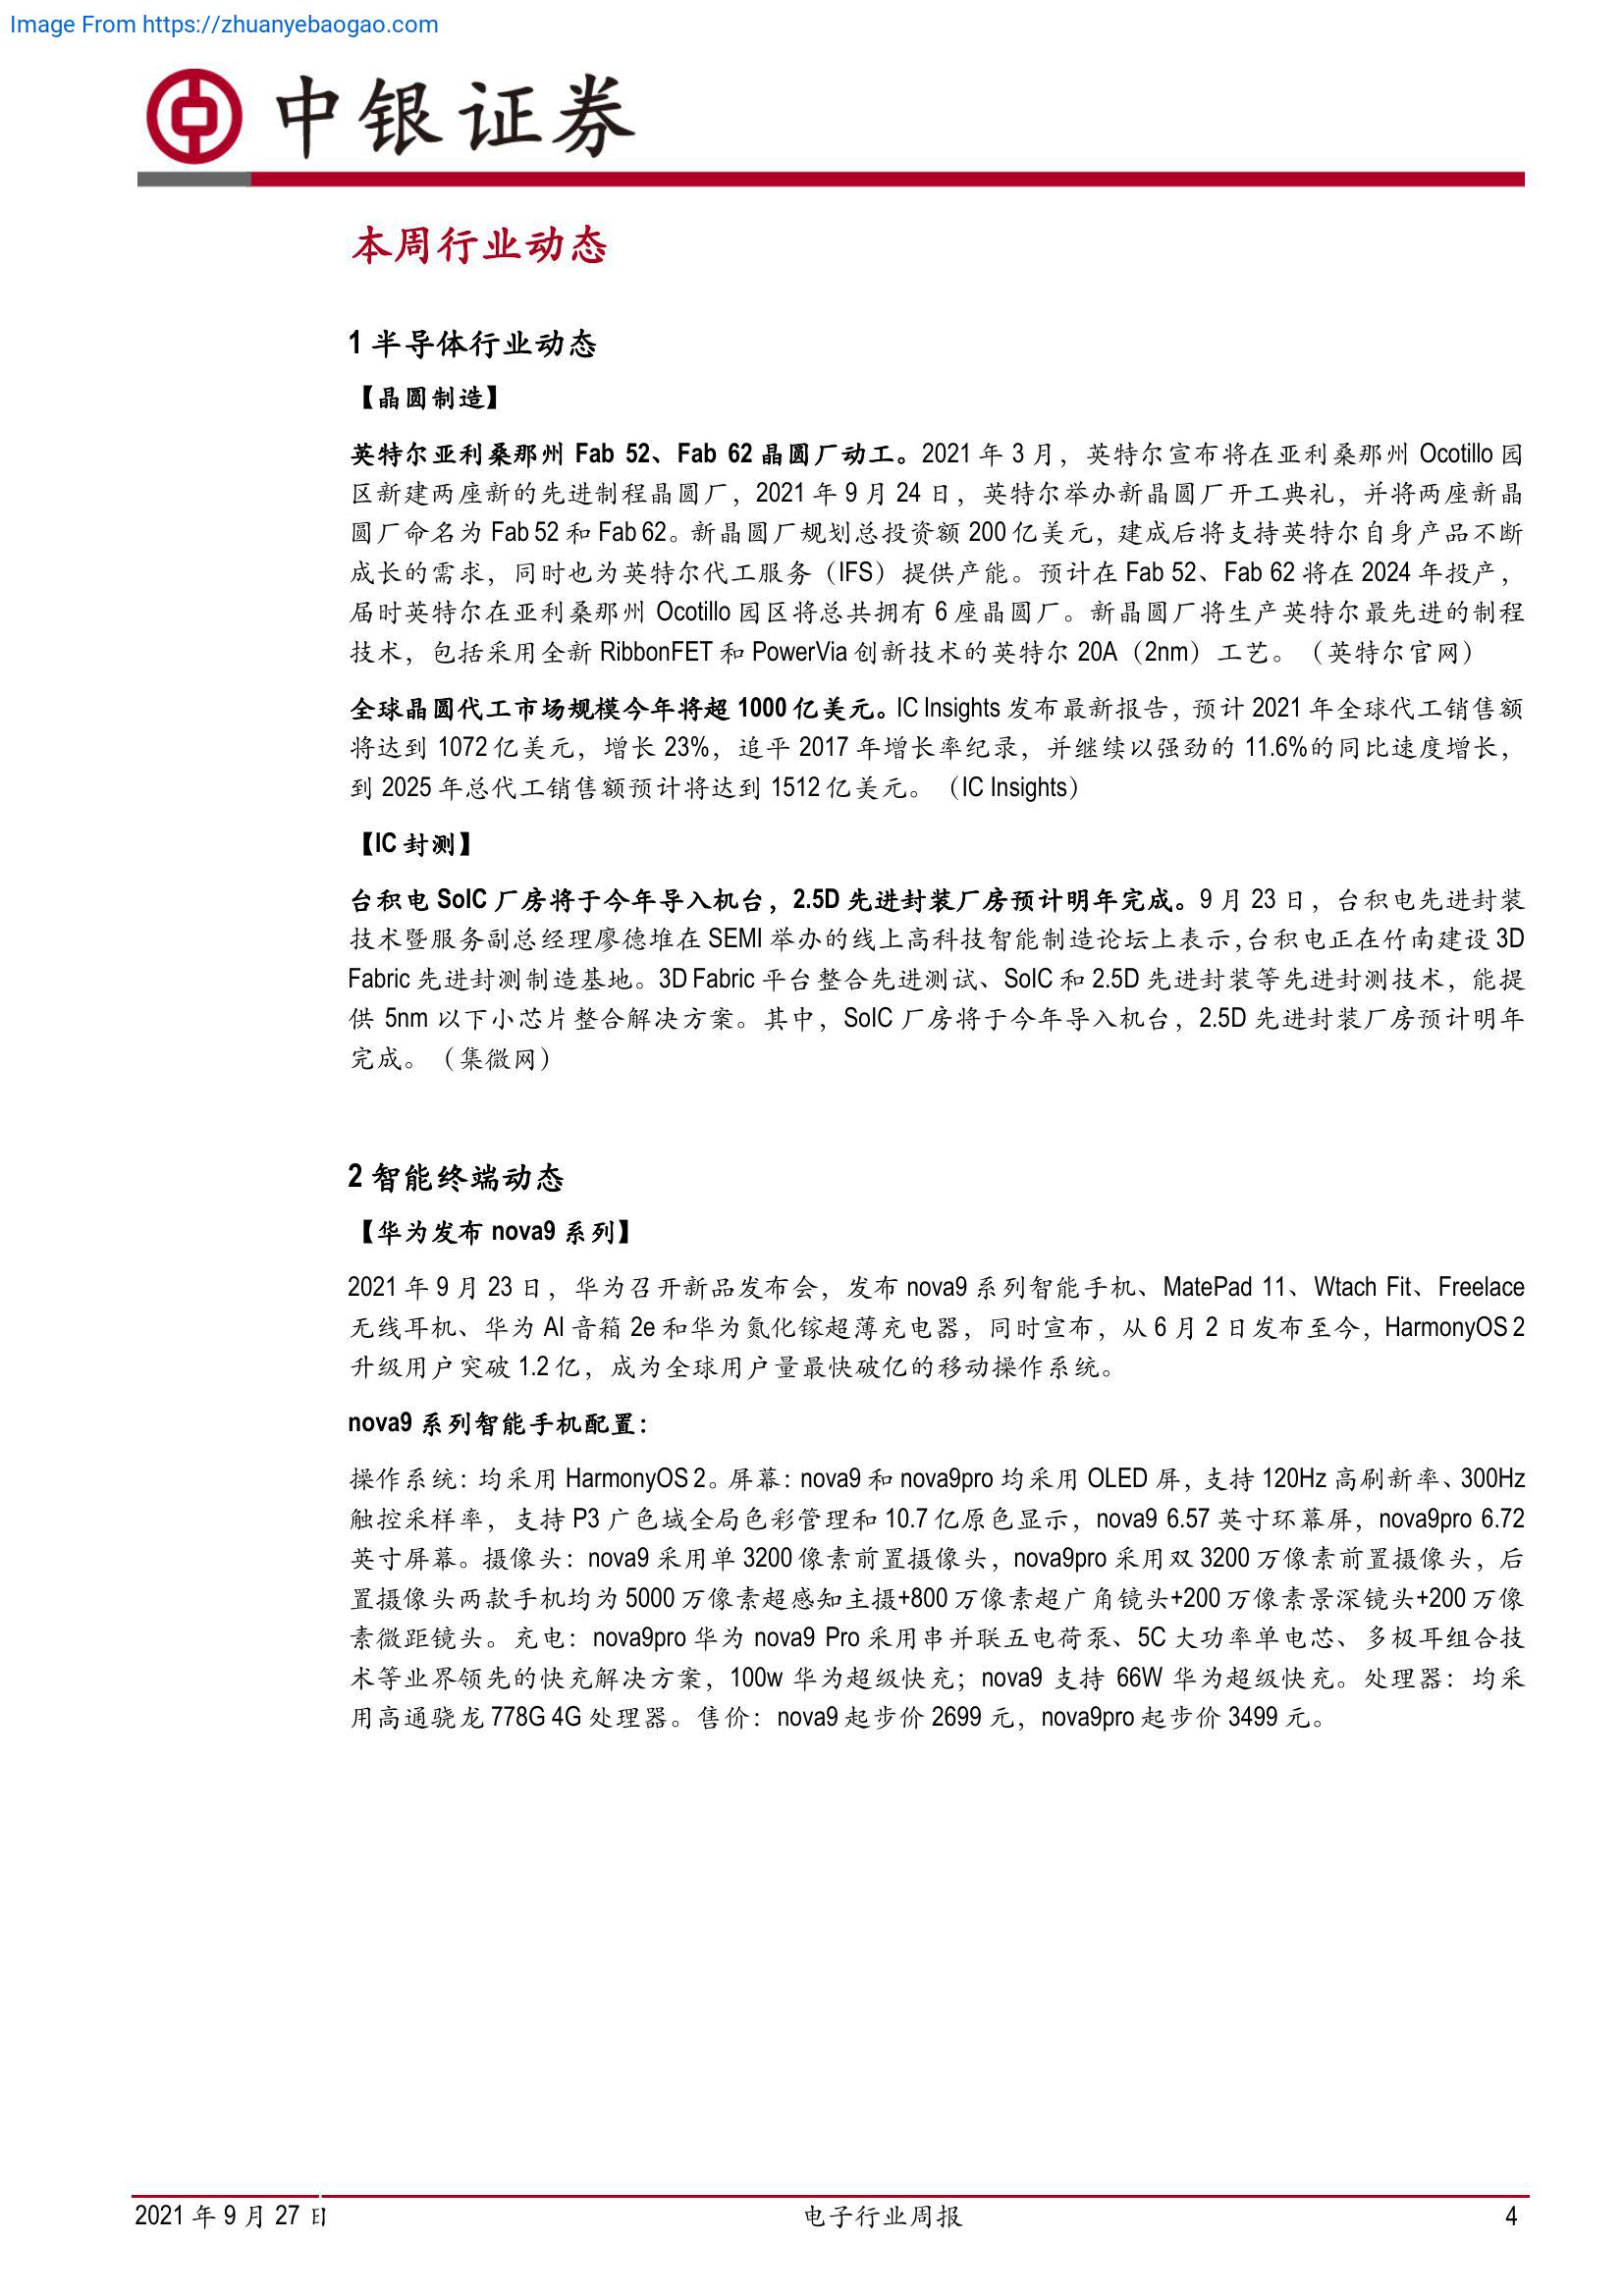 Image From https://zhuanyebaogao.com
中银证券
本周行业动态
1 半导体行业动态
【晶圆制造】
英特尔亚利桑那州 Fab 52、Fab 62 晶圆厂动工。2021 年 3 月，英特尔宣布将在亚利桑那州 Ocotillo 园
区新建两座新的先进制程晶圆厂，2021 年 9 月 24 日，英特尔举办新晶圆厂开工典礼，并将两座新晶
圆厂命名为 Fab 52 和 Fab 62。新晶圆厂规划总投资额 200 亿美元，建成后将支持英特尔自身产品不断
成长的需求，同时也为英特尔代工服务（IFS）提供产能。预计在 Fab 52、Fab 62 将在 2024 年投产，
届时英特尔在亚利桑那州 Ocotillo 园区将总共拥有 6 座晶圆厂。新晶圆厂将生产英特尔最先进的制程
技术，包括采用全新 RibbonFET 和 PowerVia 创新技术的英特尔 20A（2nm）工艺。（英特尔官网）
全球晶圆代工市场规模今年将超 1000 亿美元。IC Insights 发布最新报告，预计 2021 年全球代工销售额
将达到 1072 亿美元，增长 23%，追平 2017 年增长率纪录，并继续以强劲的 11.6%的同比速度增长，
到 2025 年总代工销售额预计将达到 1512 亿美元。（IC Insights）
【IC 封测】
台积电 SoIC 厂房将于今年导入机台，2.5D 先进封装厂房预计明年完成。9 月 23 日，台积电先进封装
技术暨服务副总经理廖德堆在 SEMI 举办的线上高科技智能制造论坛上表示，台积电正在竹南建设 3D
Fabric 先进封测制造基地。3D Fabric 平台整合先进测试、SoIC 和 2.5D 先进封装等先进封测技术，能提
供 5nm 以下小芯片整合解决方案。其中，SoIC 厂房将于今年导入机台，2.5D 先进封装厂房预计明年
完成。（集微网）
2 智能终端动态
【华为发布 nova9 系列】
2021 年 9 月 23 日，华为召开新品发布会，发布 nova9 系列智能手机、MatePad 11、Wtach Fit、Freelace
无线耳机、华为 AI 音箱 2e 和华为氮化镓超薄充电器，同时宣布，从 6 月 2 日发布至今，HarmonyOS 2
升级用户突破 1.2 亿，成为全球用户量最快破亿的移动操作系统。
nova9 系列智能手机配置：
操作系统：均采用 HarmonyOS 2。屏幕：nova9 和 nova9pro 均采用 OLED 屏，支持 120Hz 高刷新率、300Hz
触控采样率，支持 P3 广色域全局色彩管理和 10.7 亿原色显示，nova9 6.57 英寸环幕屏，nova9pro 6.72
英寸屏幕。摄像头：nova9 采用单 3200 像素前置摄像头，nova9pro 采用双 3200 万像素前置摄像头，后
置摄像头两款手机均为 5000 万像素超感知主摄+800 万像素超广角镜头+200 万像素景深镜头+200 万像
素微距镜头。充电：nova9pro 华为 nova9 Pro 采用串并联五电荷泵、5C 大功率单电芯、多极耳组合技
术等业界领先的快充解决方案，100w 华为超级快充；nova9 支持 66W 华为超级快充。处理器：均采
用高通骁龙 778G 4G 处理器。售价：nova9 起步价 2699 元，nova9pro 起步价 3499 元。
2021 年 9 月 27 日
电子行业周报
4